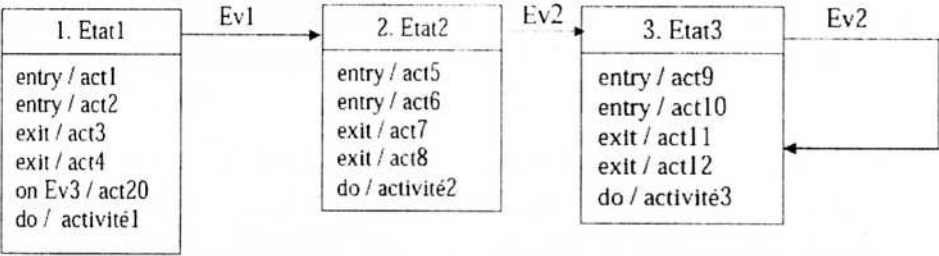 Ev1
Ev2
Ev2
1. Etat1
entry / act1
entry / act2
exit / act3
exit / act4
on Ev3 / act20
do / activité1
2. Etat2
entry / act5
entry / act6
exit / act7
exit / act8
do / activité2
3. Etat3
entry / act9
entry / act10
exit / act11
exit / act12
do / activité3